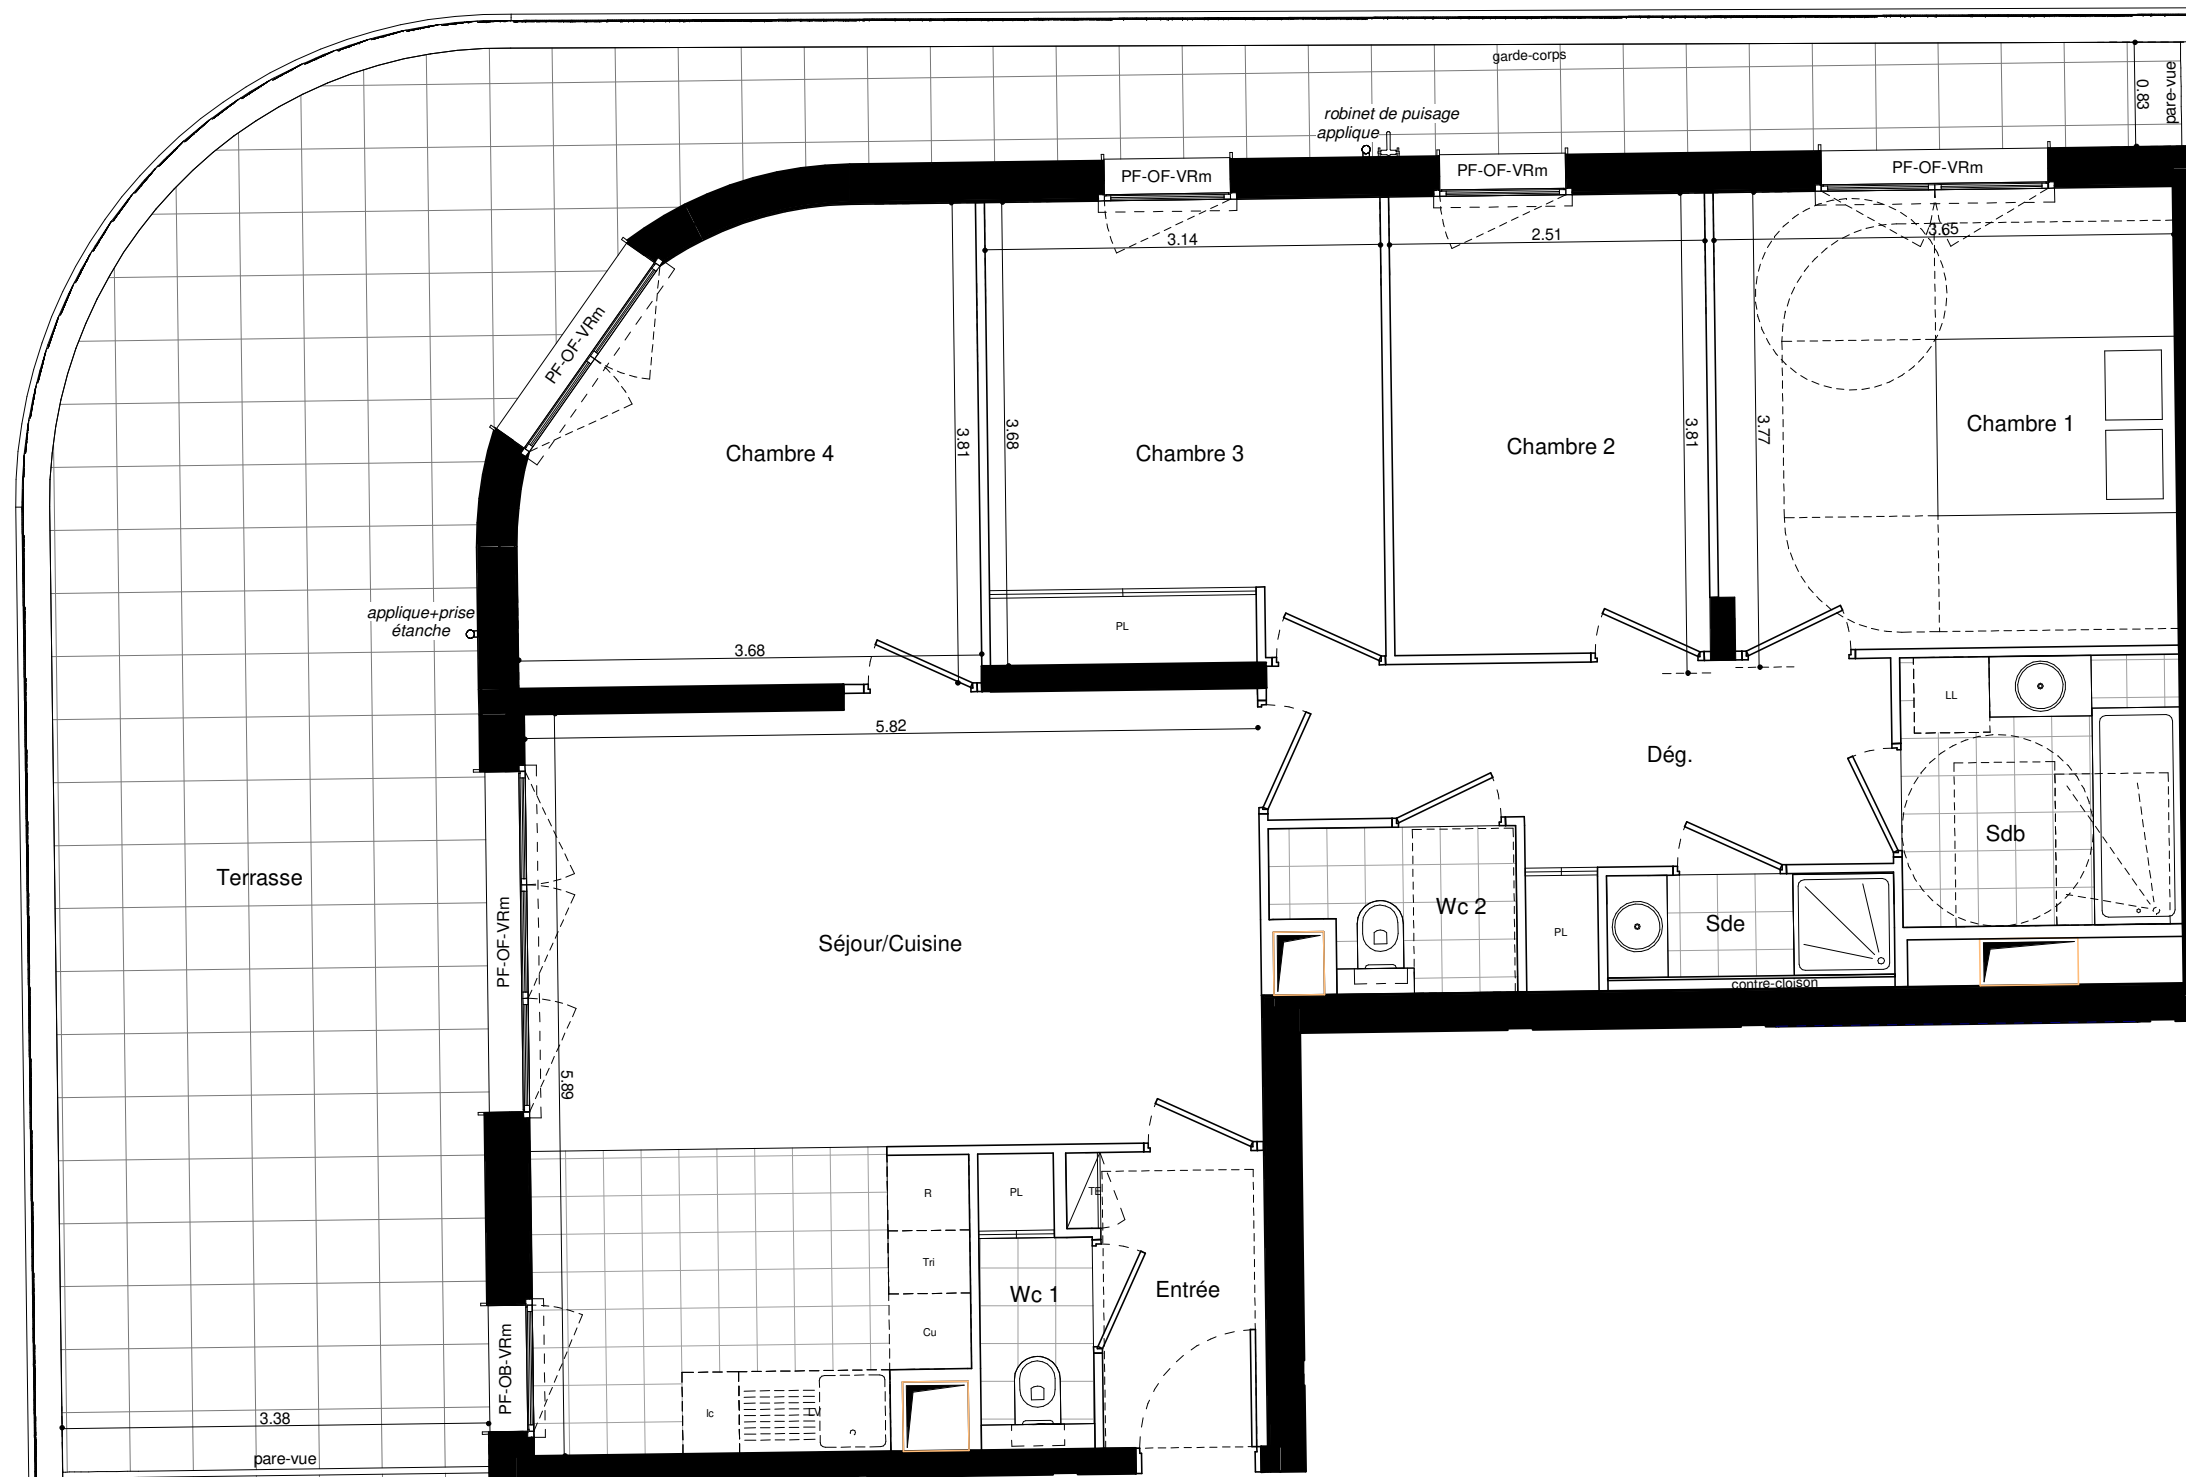 garde-corps
pare-vue
0.83
robinet de puisage
applique
PF-OF-VRm
PF-OF-VRm
PF-OF-VRm
3.14
2.51
3.65
PF-OF-VRm
3.81
3.68
3.81
3.77
Chambre 4
Chambre 3
Chambre 2
Chambre 1
applique+prise
étanche
PL
3.68
5.82
LL
Dég.
Sdb
Terrasse
PF-OF-VRm
Séjour/Cuisine
Wc 2
PL
Sde
contre-cloison
5.89
R
PL
TE
Tri
Wc 1
Entrée
Cu
PF-OB-VRm
Ic
LV
c
3.38
pare-vue